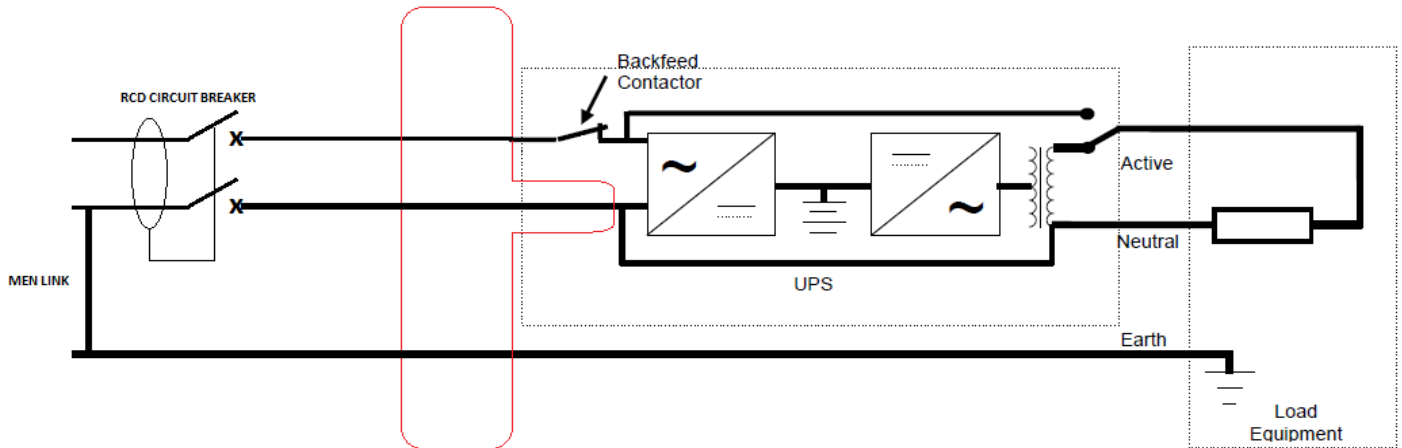 Backfeed
Contactor
RCD CIRCUIT BREAKER
X
X
~
~
Active
Neutral
MEN LINK
UPS
Earth
Load
Equipment